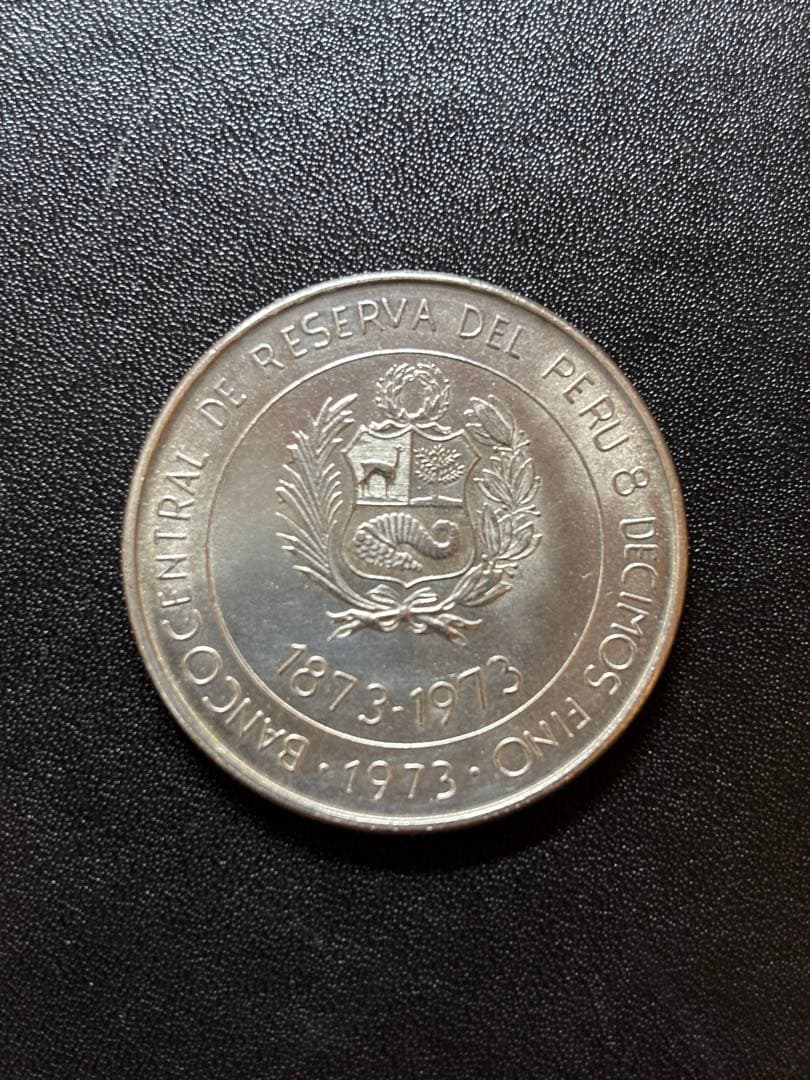 BANCO CENTRAL DE RESERVA DEL PERU 8 DECIMOS FINO
1873-1973
· 1973 ·